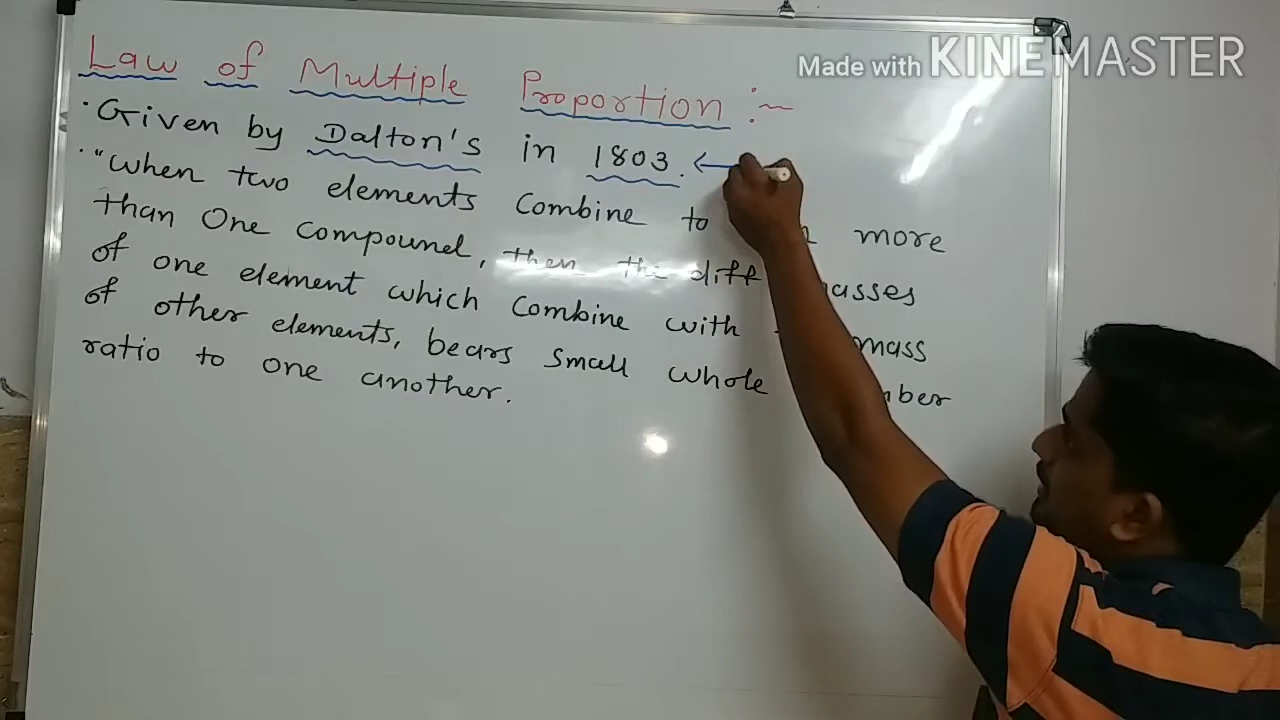 Law of Multiple Proportion :~
Made with KINEMASTER
· Given by Dalton's in 1803. ←
· "When two elements Combine to more
than One compound, then the diff masses
of one element which Combine with mass
of other elements, bears Small whole
ratio to one another.